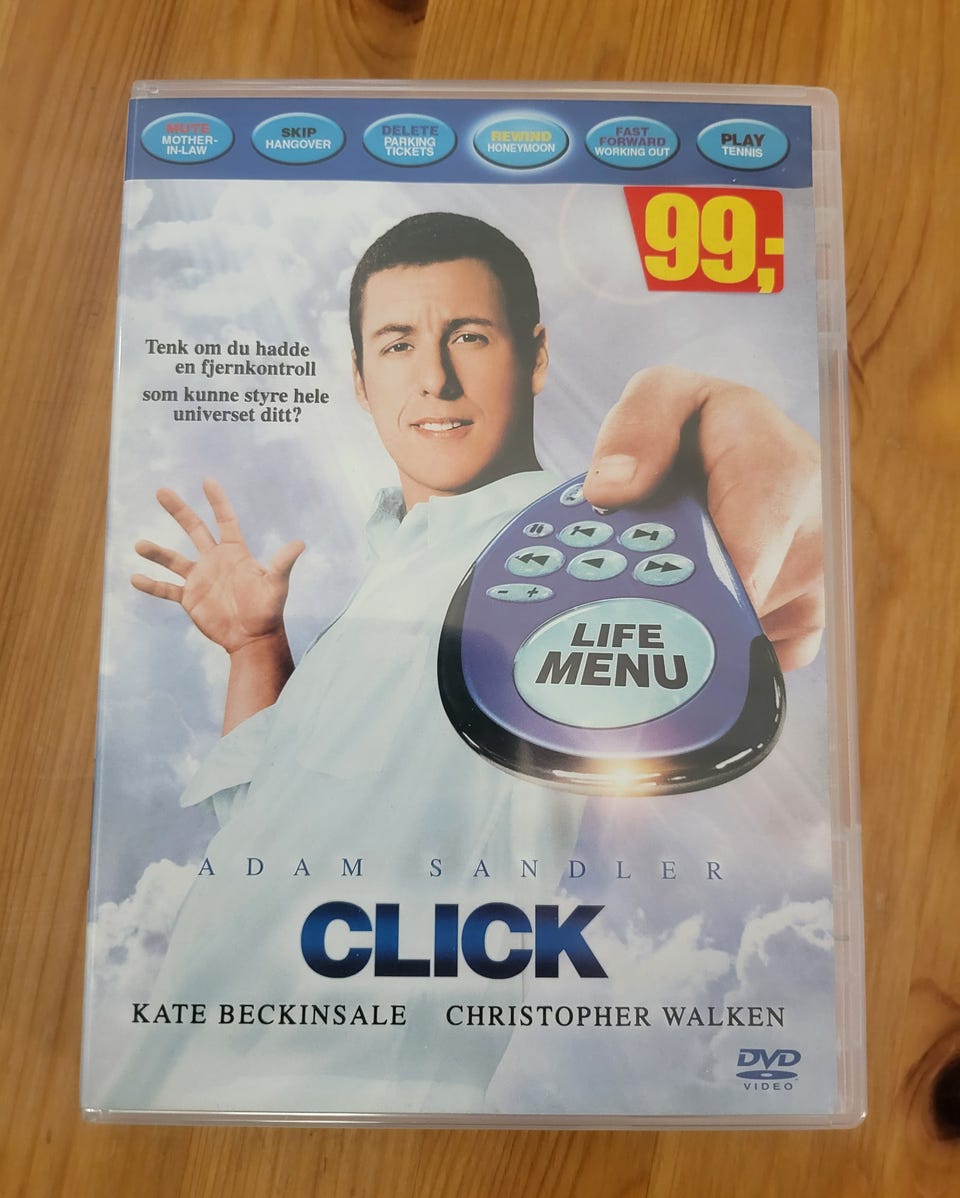 MUTE
MOTHER-
IN-LAW
SKIP
HANGOVER
DELETE
PARKING
TICKETS
REWIND
HONEYMOON
FAST
FORWARD
WORKING OUT
PLAY
TENNIS
99,-
Tenk om du hadde
en fjernkontroll
som kunne styre hele
universet ditt?
- +
LIFE
MENU
ADAM SANDLER
CLICK
KATE BECKINSALE CHRISTOPHER WALKEN
DVD
VIDEO